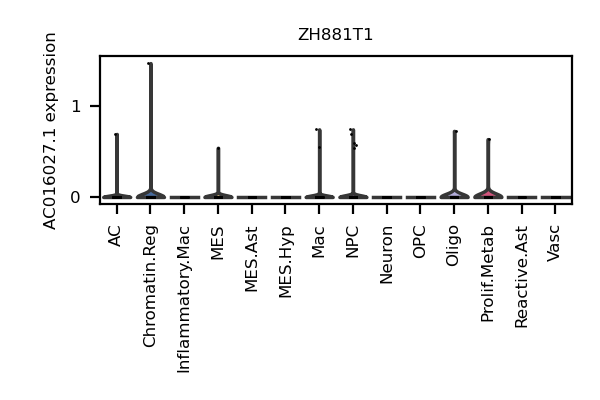 ZH881T1
AC016027.1 expression
1
0
AC
Chromatin.Reg
Inflammatory.Mac
MES
MES.Ast
MES.Hyp
Mac
NPC
Neuron
OPC
Oligo
Prolif.Metab
Reactive.Ast
Vasc